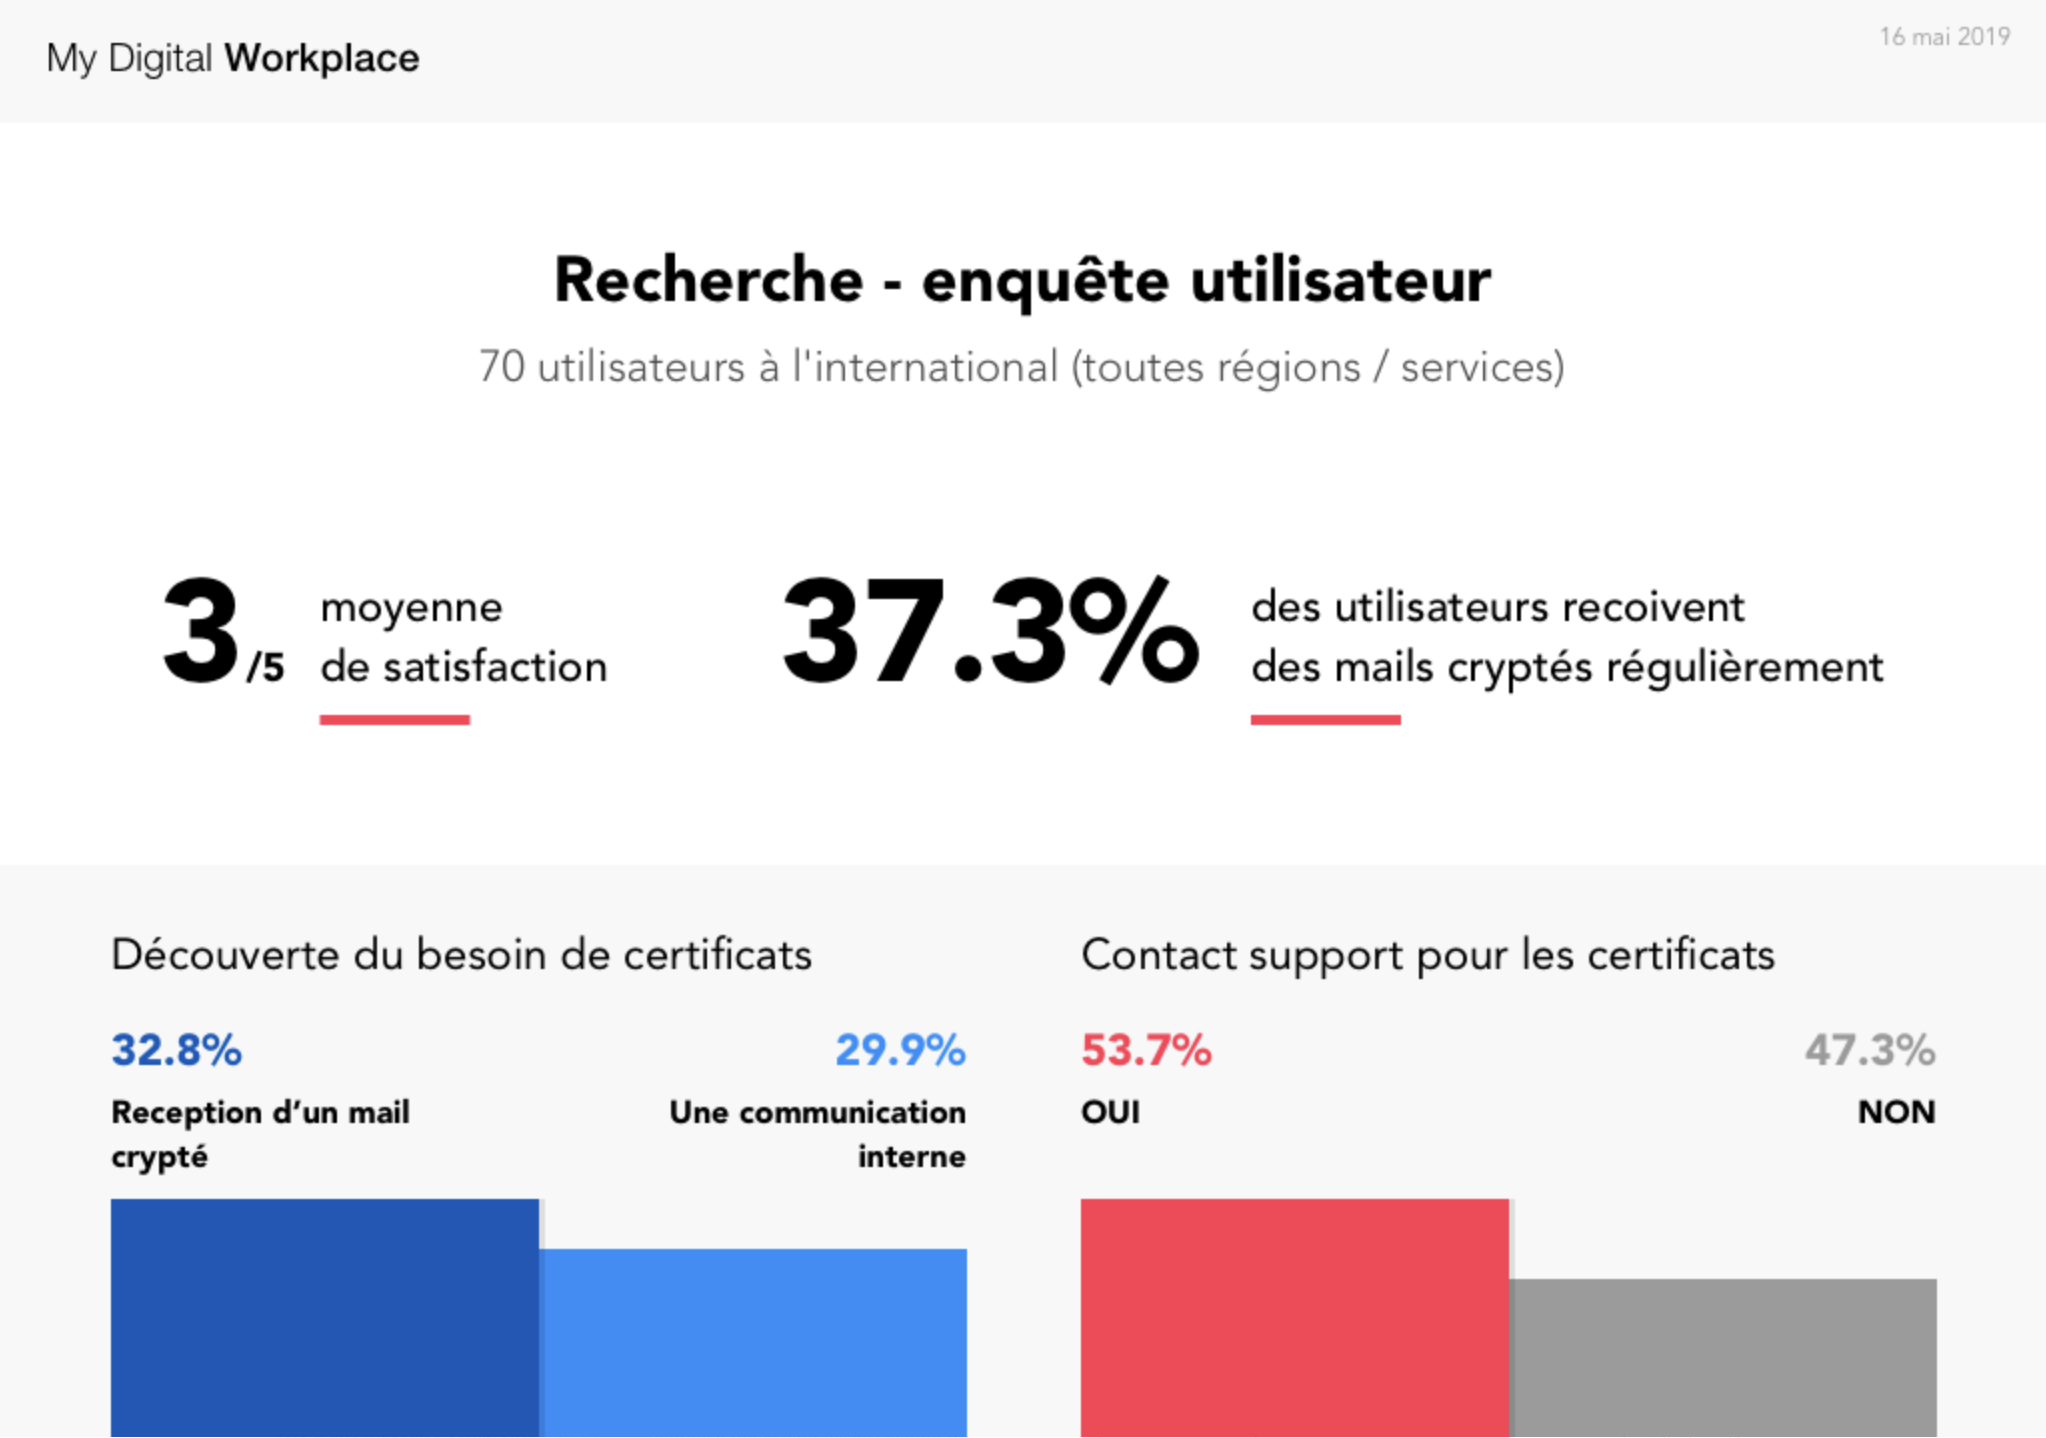 My Digital Workplace
16 mai 2019
Recherche - enquête utilisateur
70 utilisateurs à l'international (toutes régions / services)
3/5
moyenne
de satisfaction
37.3%
des utilisateurs recoivent
des mails cryptés régulièrement
Découverte du besoin de certificats
32.8%
Reception d’un mail
crypté
29.9%
Une communication
interne
Contact support pour les certificats
53.7%
OUI
47.3%
NON